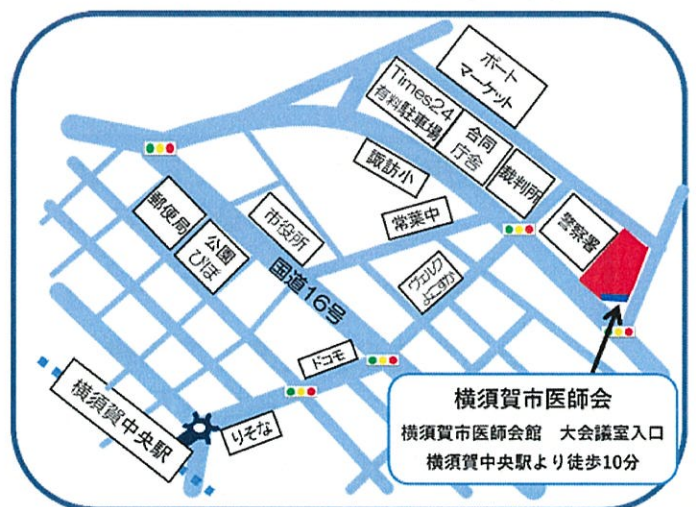 ポート
マーケット
Times24
有料駐車場
合同
庁舎
裁判所
諏訪小
常葉中
警察署
郵便局
公園
ぴぽ
市役所
国道16号
ヴェルク
よこすか
ドコモ
横須賀中央駅
りそな
横須賀市医師会
横須賀市医師会館　大会議室入口
横須賀中央駅より徒歩10分